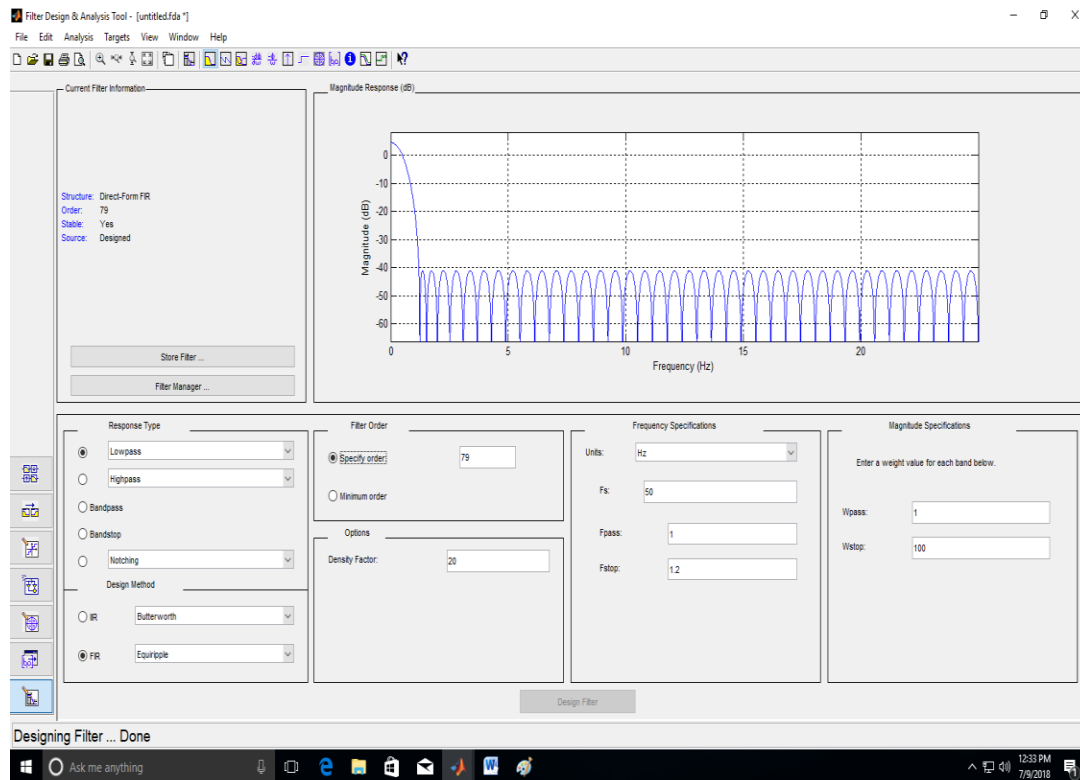 Filter Design & Analysis Tool - [untitled.fda *]
File Edit Analysis Targets View Window Help
Current Filter Information
Structure: Direct-Form FIR
Order: 79
Stable: Yes
Source: Designed
Store Filter ...
Filter Manager ...
Magnitude Response (dB)
Magnitude (dB)
0
-10
-20
-30
-40
-50
-60
0 5 10 15 20
Frequency (Hz)
Response Type
Lowpass
Highpass
Bandpass
Bandstop
Notching
Design Method
IIR Butterworth
FIR Equiripple
Filter Order
Specify order: 79
Minimum order
Options
Density Factor: 20
Frequency Specifications
Units: Hz
Fs: 50
Fpass: 1
Fstop: 1.2
Magnitude Specifications
Enter a weight value for each band below.
Wpass: 1
Wstop: 100
Design Filter
Designing Filter ... Done
Ask me anything
12:33 PM
7/9/2018